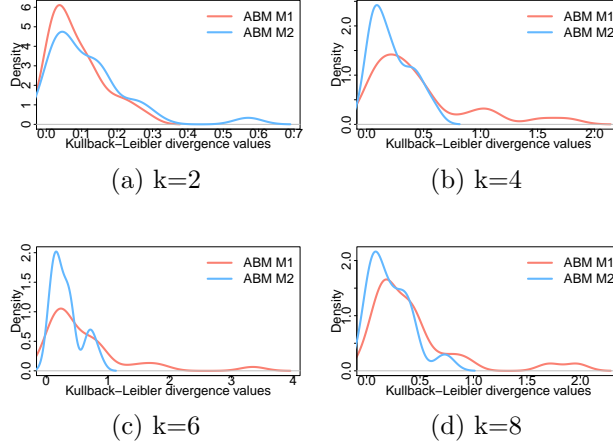 6
5
4
3
2
1
0
Density
ABM M1
ABM M2
0.0 0.1 0.2 0.3 0.4 0.5 0.6 0.7
Kullback−Leibler divergence values
(a) k=2
2.0
1.0
0.0
Density
ABM M1
ABM M2
0.0 0.5 1.0 1.5 2.0
Kullback−Leibler divergence values
(b) k=4
2.0
1.5
1.0
0.5
0.0
Density
ABM M1
ABM M2
0 1 2 3 4
Kullback−Leibler divergence values
(c) k=6
2.0
1.0
0.0
Density
ABM M1
ABM M2
0.0 0.5 1.0 1.5 2.0
Kullback−Leibler divergence values
(d) k=8